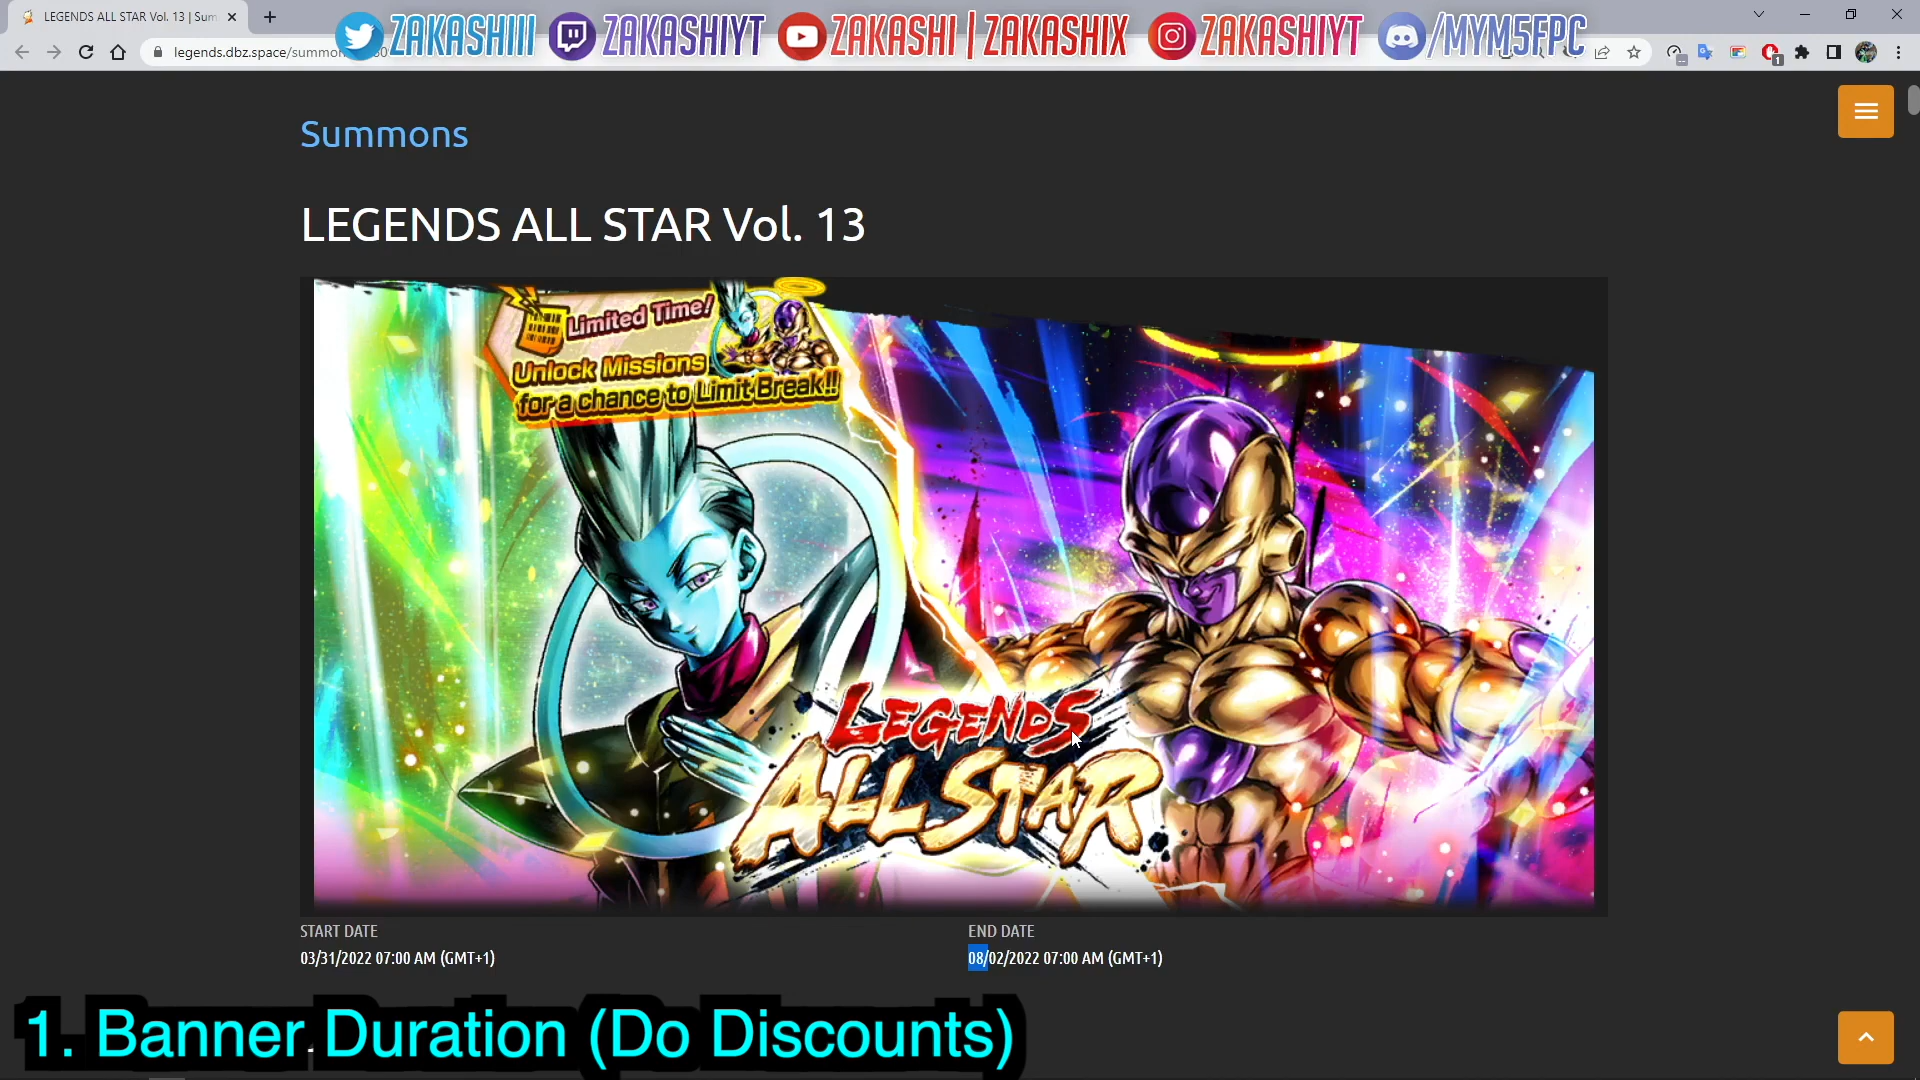 LEGENDS ALL STAR Vol. 13 | Sum
legends.dbz.space/summon
ZAKASHIII
ZAKASHIYT
ZAKASHI | ZAKASHIX
ZAKASHIYT
/MYM5FPC
1
Summons
LEGENDS ALL STAR Vol. 13
Limited Time!
Unlock Missions
for a chance to Limit Break!!
LEGENDS
ALL STAR
START DATE
03/31/2022 07:00 AM (GMT+1)
END DATE
08/02/2022 07:00 AM (GMT+1)
1. Banner Duration (Do Discounts)